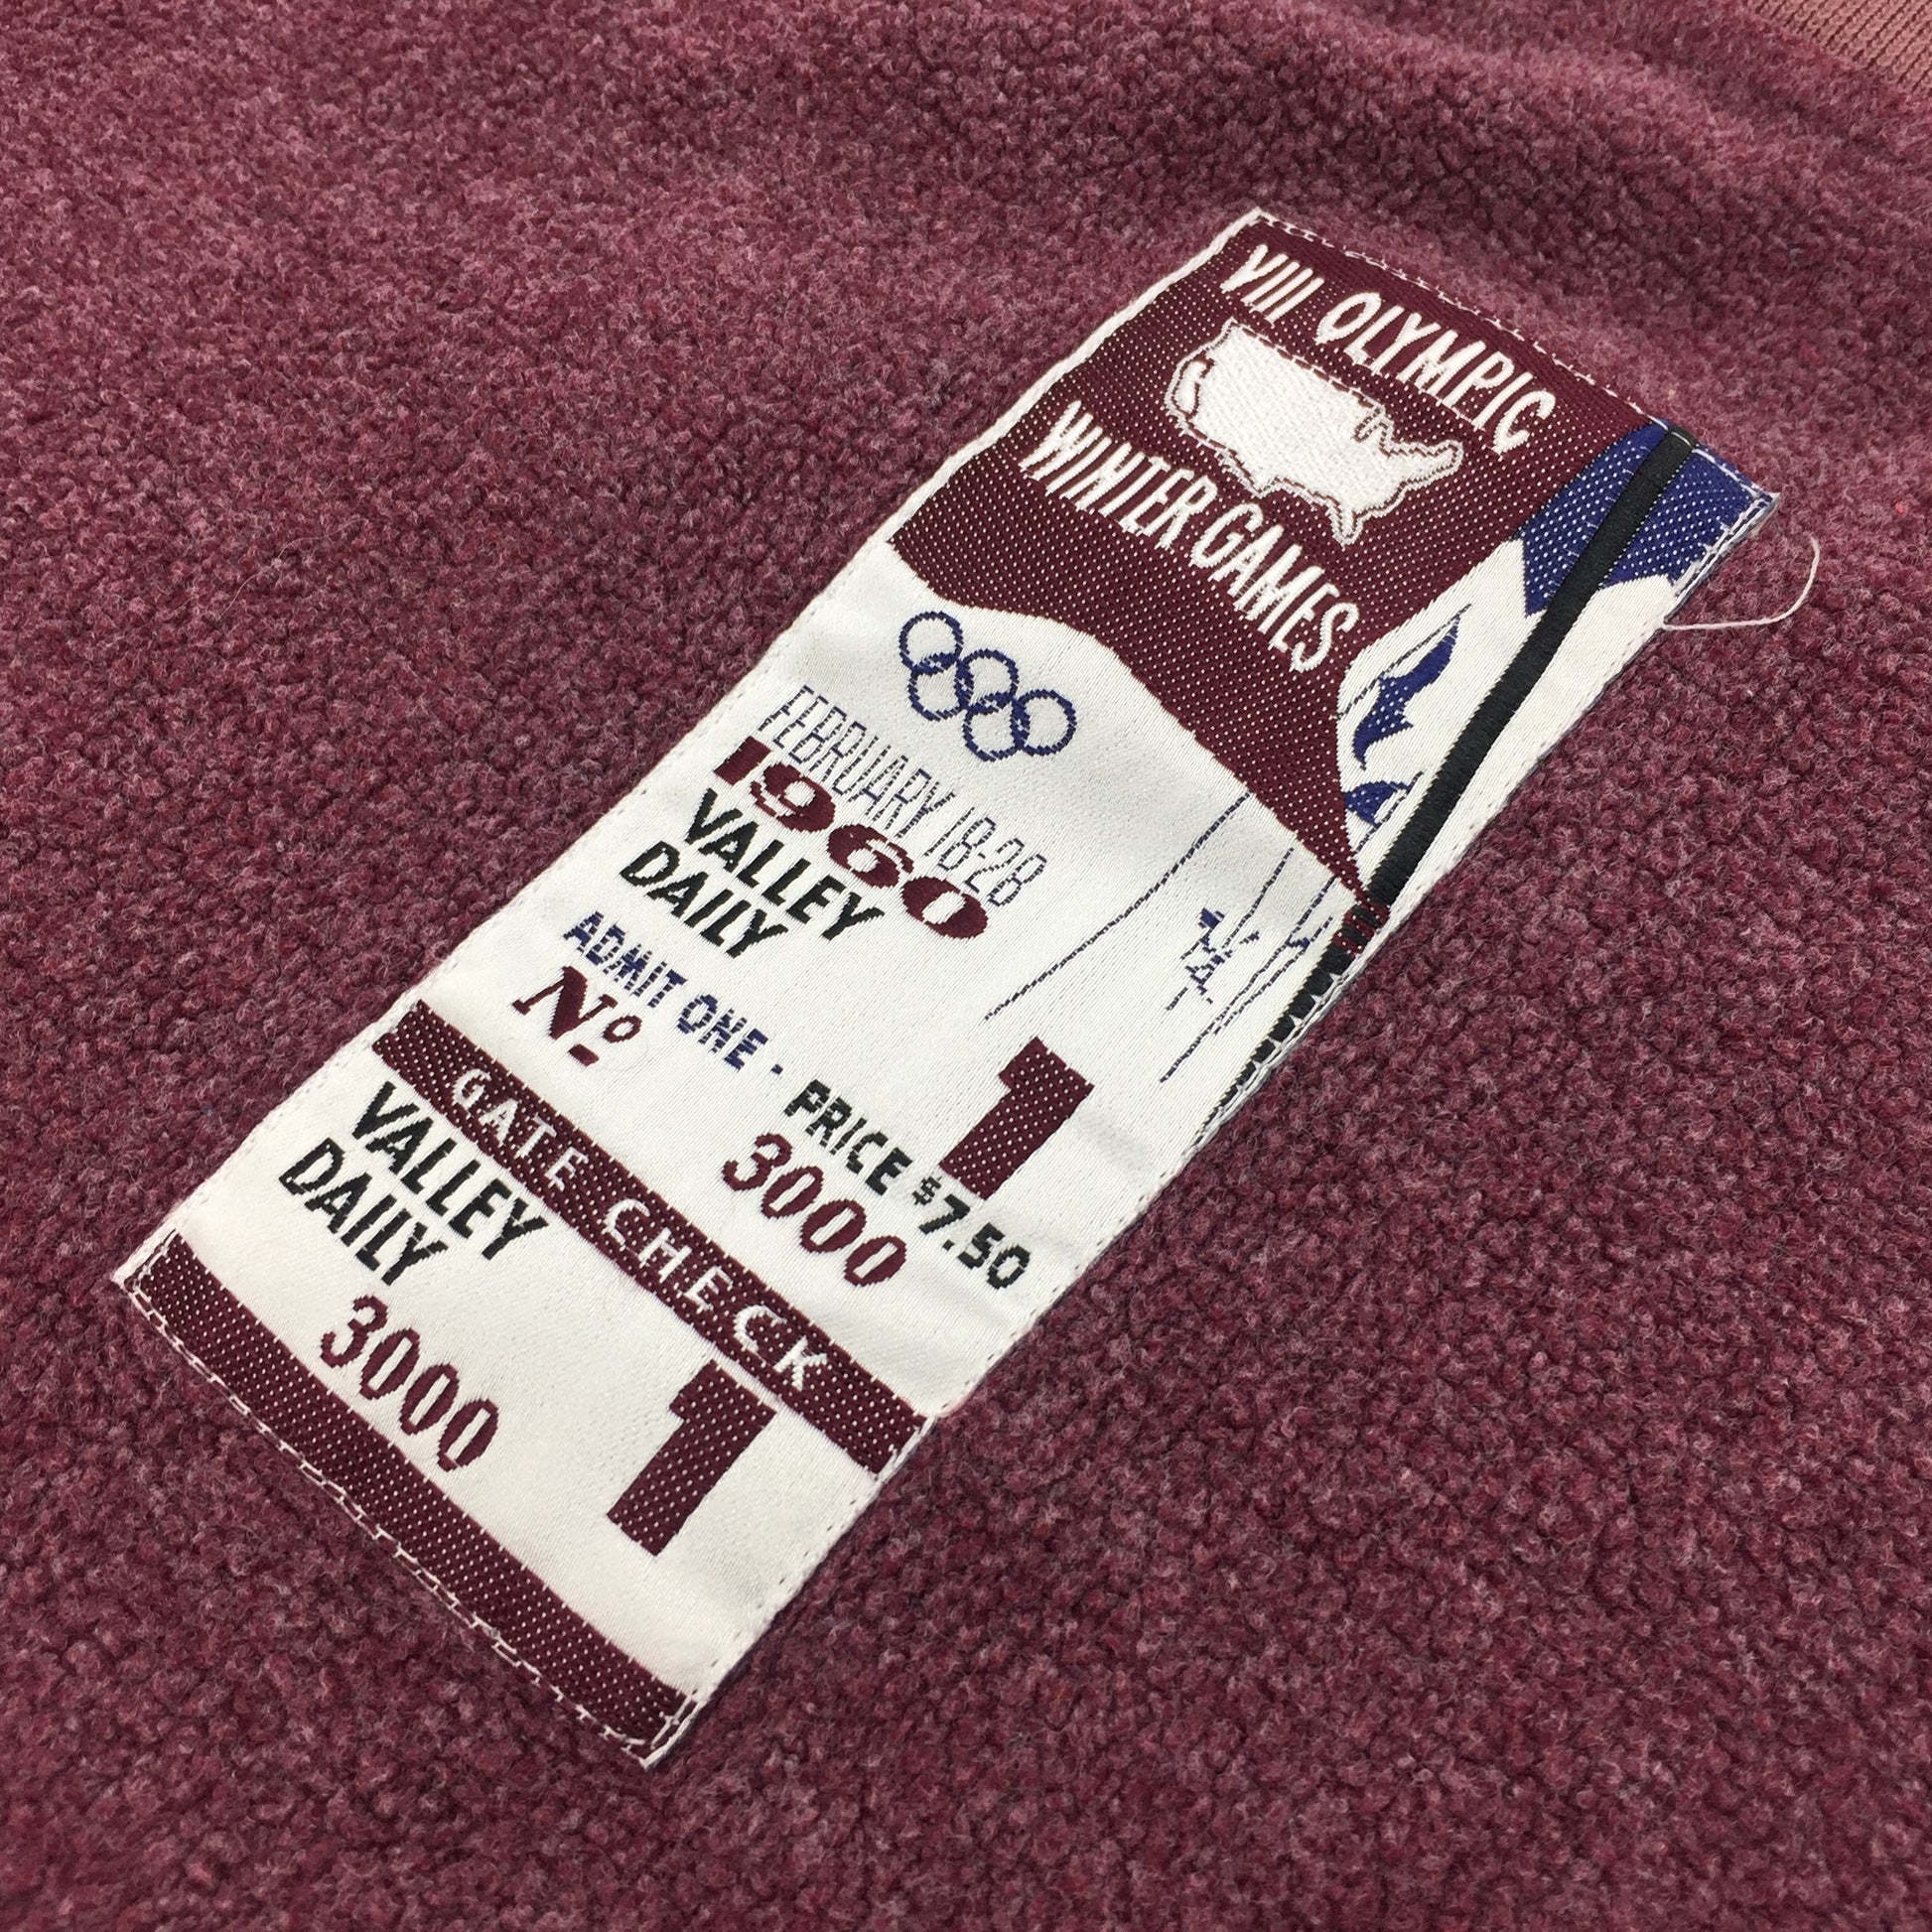 VIII OLYMPIC
WINTER GAMES
FEBRUARY 18-28
1960
VALLEY
DAILY
ADMIT ONE · PRICE $7.50
Nº 3000
1
GATE CHECK
VALLEY
DAILY
3000
1